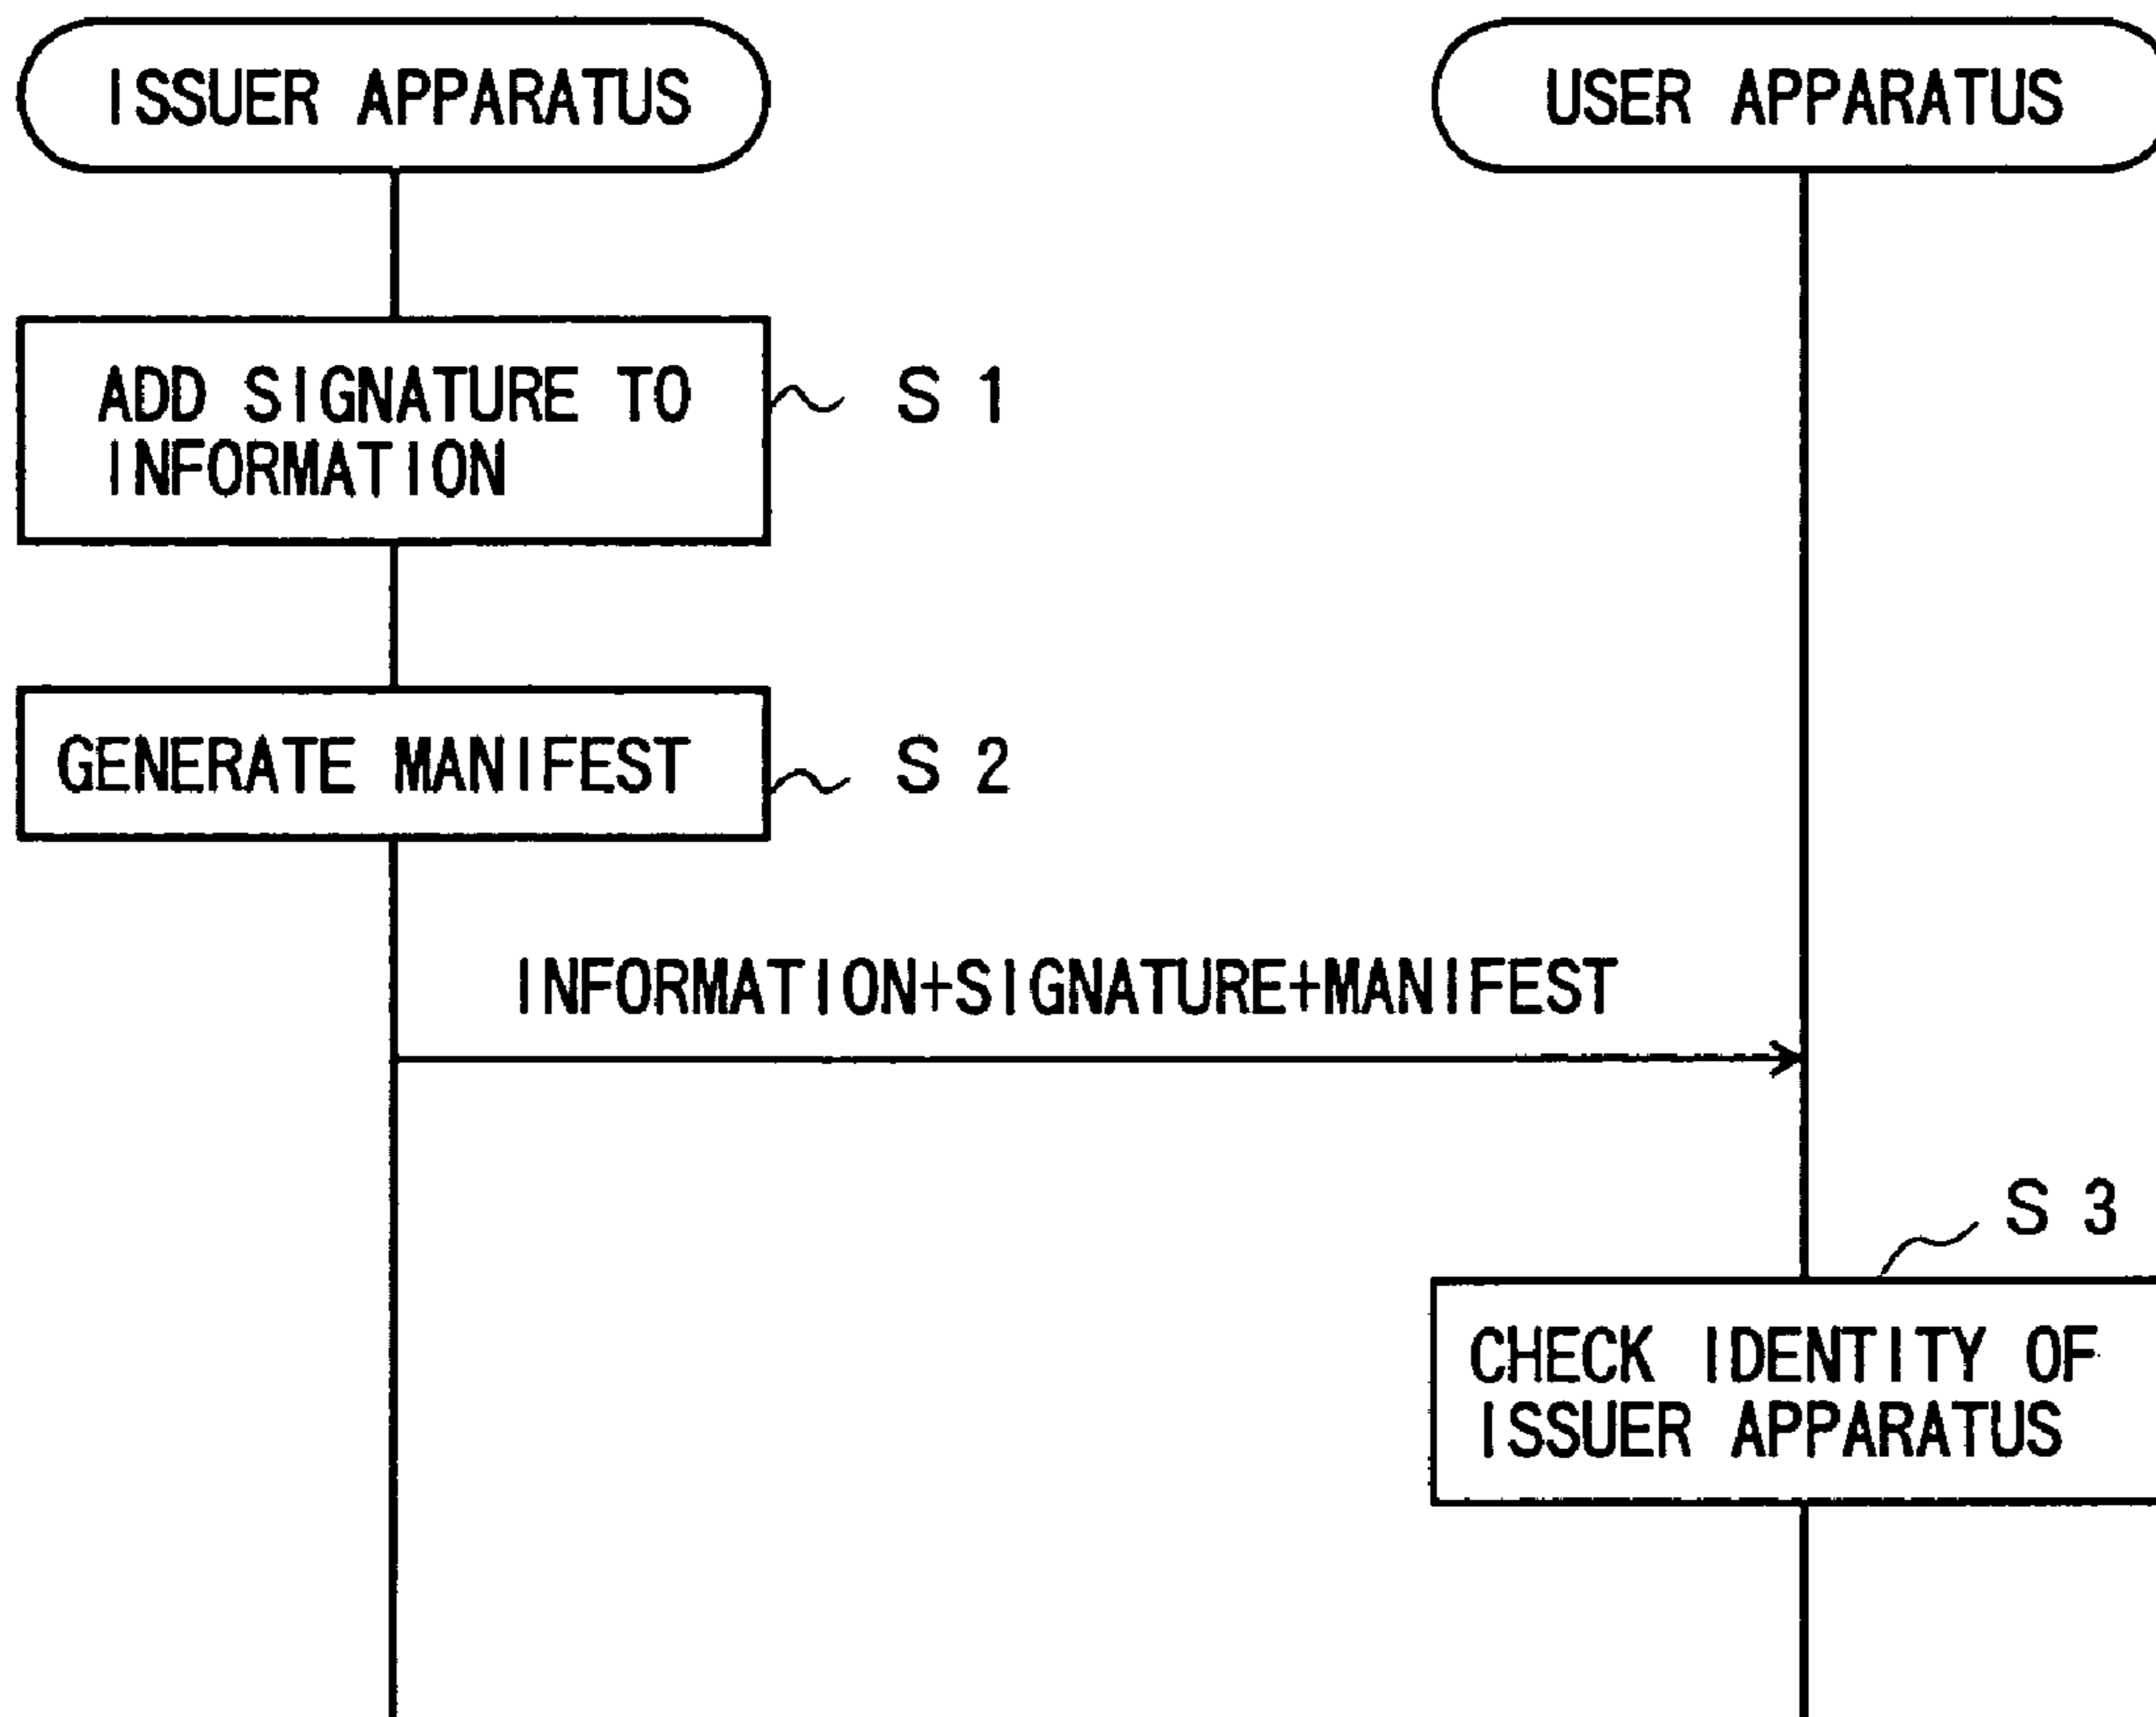 ISSUER APPARATUS
USER APPARATUS
ADD SIGNATURE TO
INFORMATION
S 1
GENERATE MANIFEST
S 2
INFORMATION+SIGNATURE+MANIFEST
S 3
CHECK IDENTITY OF
ISSUER APPARATUS